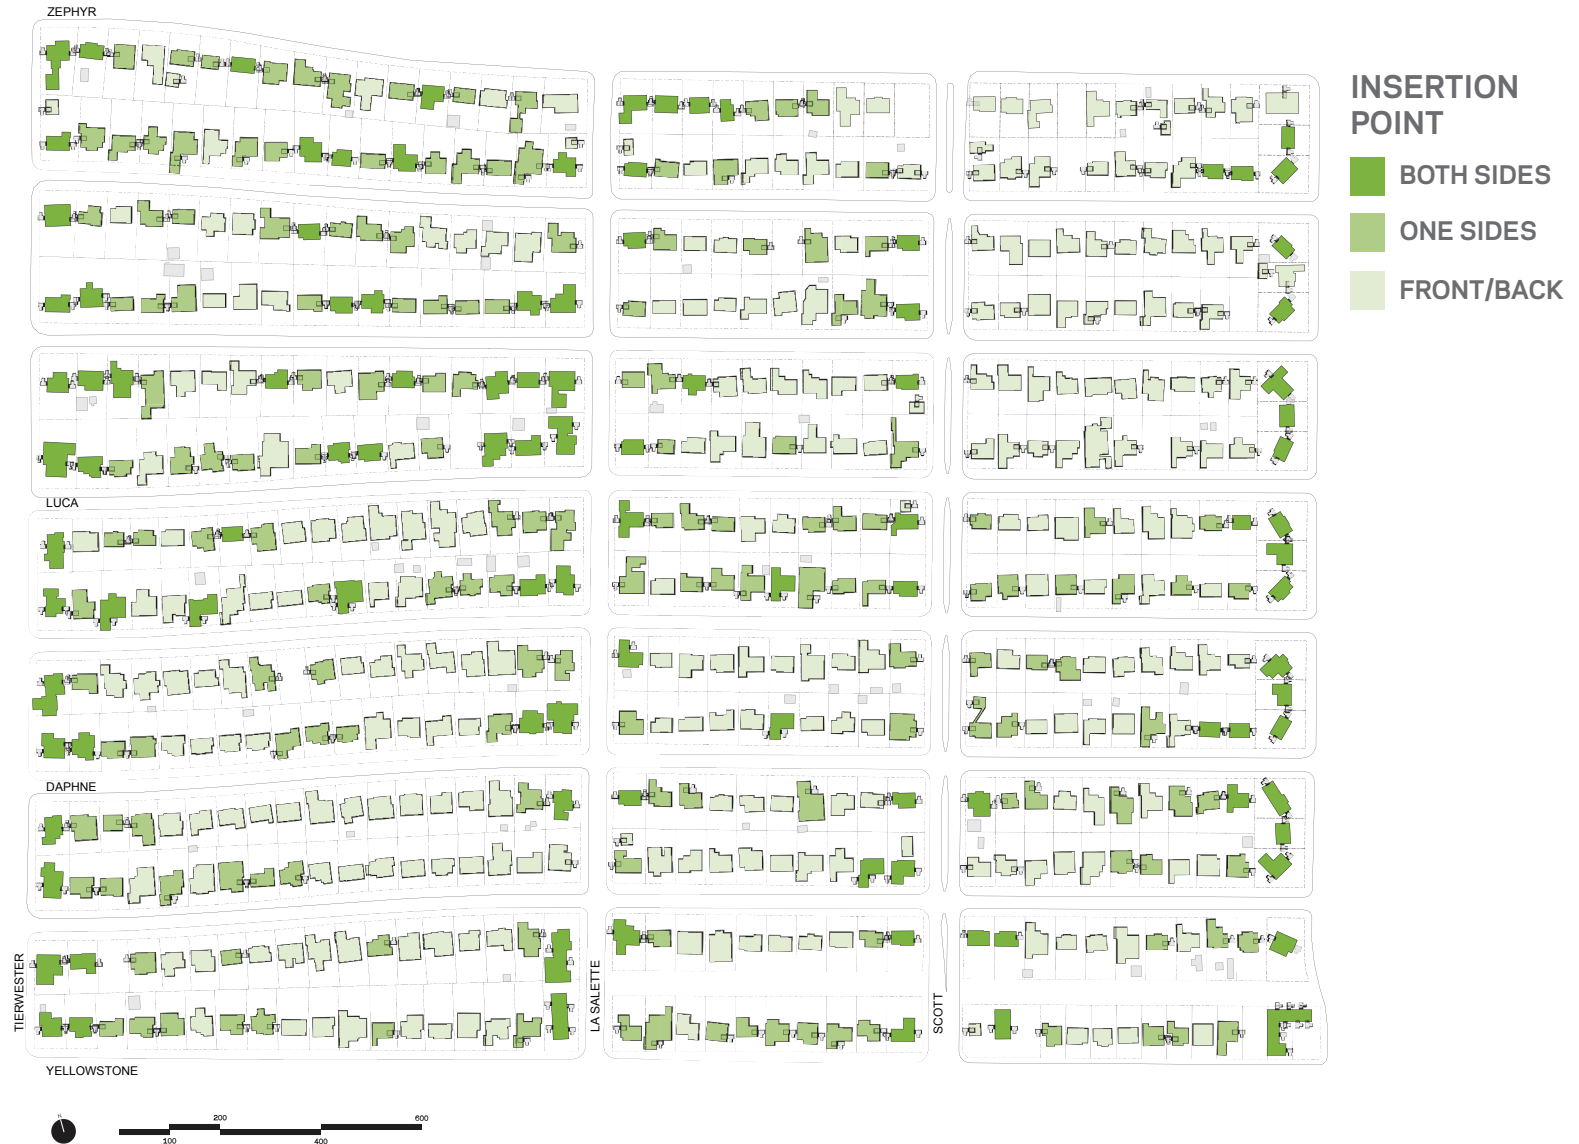 ZEPHYR
INSERTION
POINT
BOTH SIDES
ONE SIDES
FRONT/BACK
LUCA
DAPHNE
TIERWESTER
LA SALETTE
SCOTT
YELLOWSTONE
N
200
600
100
400